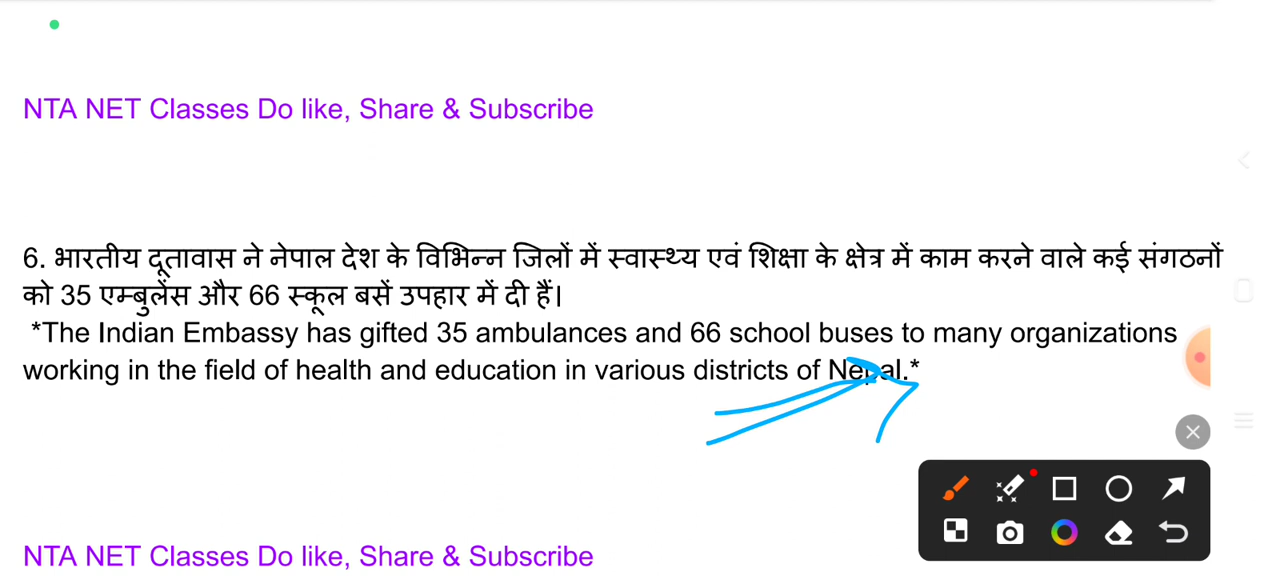 NTA NET Classes Do like, Share & Subscribe
6. भारतीय दूतावास ने नेपाल देश के विभिन्न जिलों में स्वास्थ्य एवं शिक्षा के क्षेत्र में काम करने वाले कई संगठनों
को 35 एम्बुलेंस और 66 स्कूल बसें उपहार में दी हैं।
*The Indian Embassy has gifted 35 ambulances and 66 school buses to many organizations
working in the field of health and education in various districts of Nepal.*
NTA NET Classes Do like, Share & Subscribe